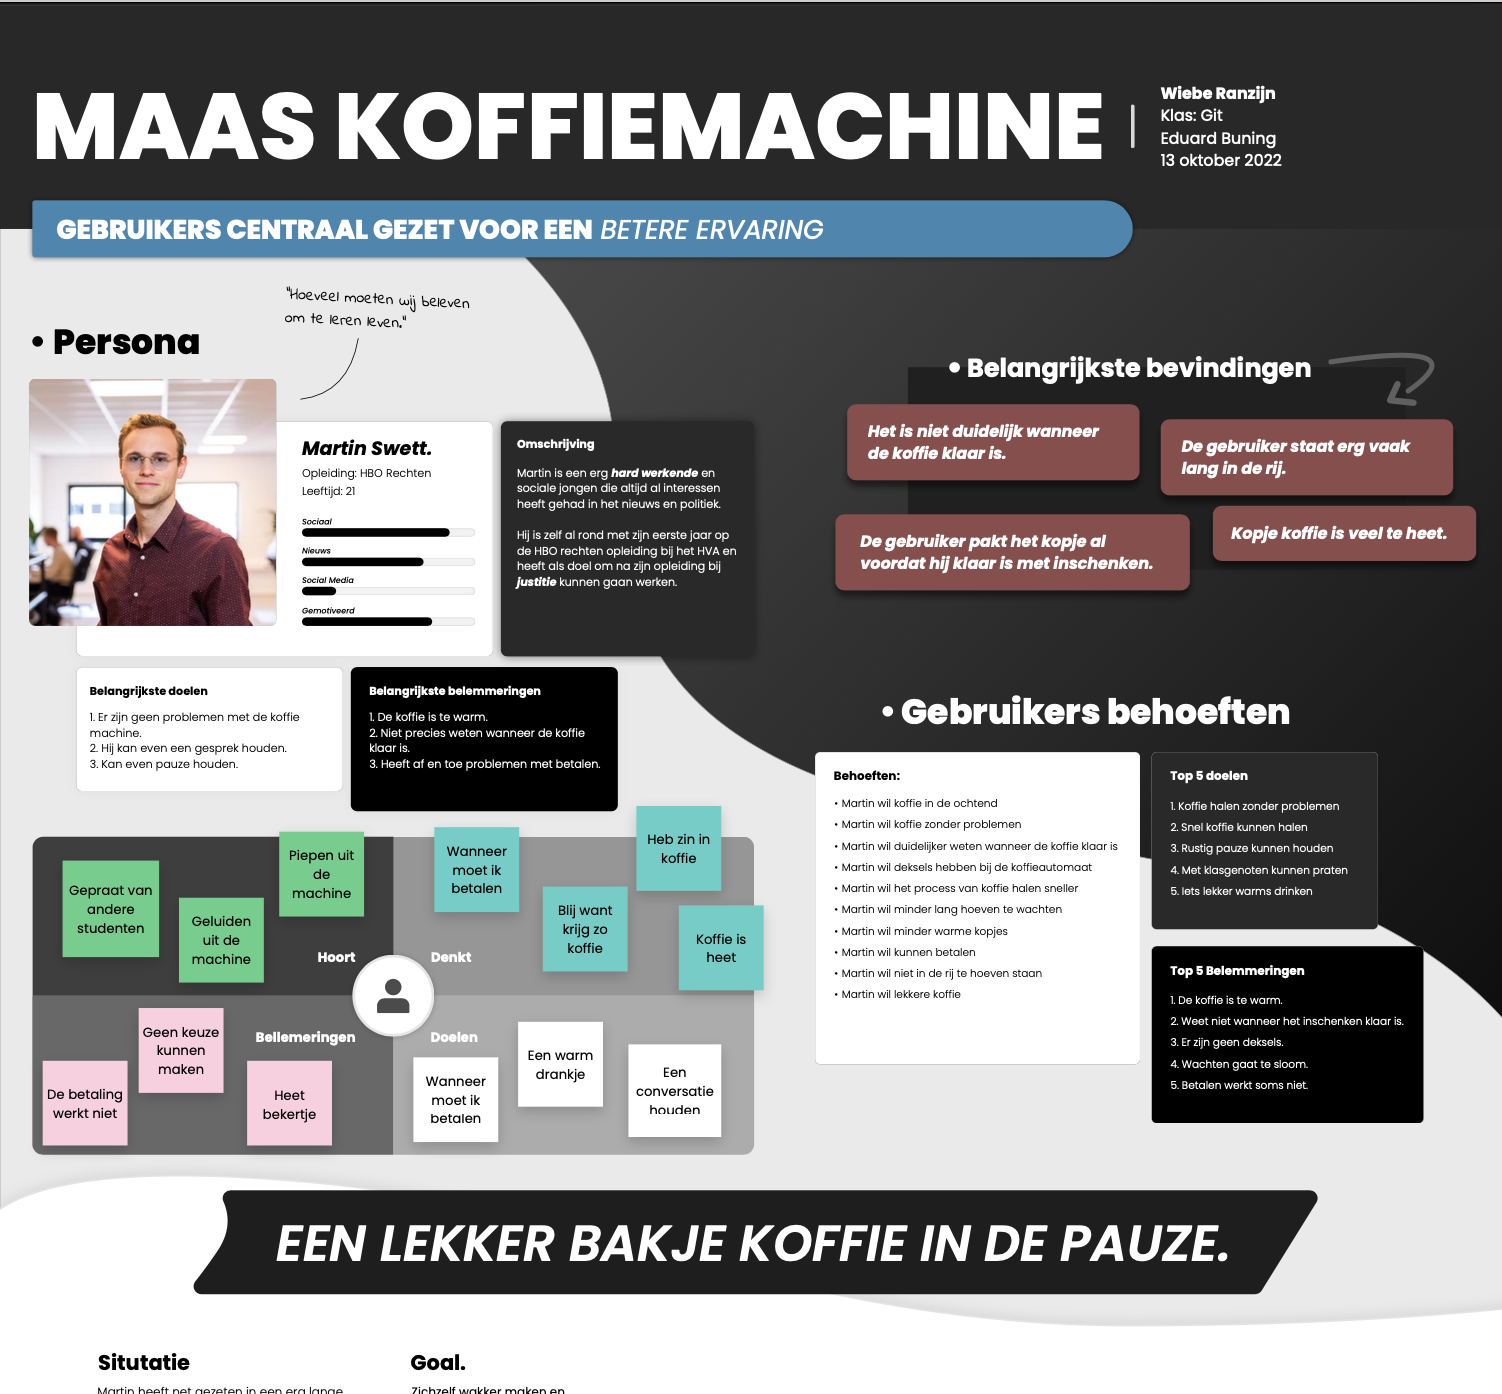 MAAS KOFFIEMACHINE
Wiebe Ranzijn
Klas: Git
Eduard Buning
13 oktober 2022
GEBRUIKERS CENTRAAL GEZET VOOR EEN BETERE ERVARING
"Hoeveel moeten wij beleven
om te leren leven."
• Persona
Martin Swett.
Opleiding: HBO Rechten
Leeftijd: 21
Sociaal
Nieuws
Social Media
Gemotiveerd
Omschrijving
Martin is een erg hard werkende en
sociale jongen die altijd al interessen
heeft gehad in het nieuws en politiek.
Hij is zelf al rond met zijn eerste jaar op
de HBO rechten opleiding bij het HVA en
heeft als doel om na zijn opleiding bij
justitie kunnen gaan werken.
Belangrijkste doelen
1. Er zijn geen problemen met de koffie
machine.
2. Hij kan even een gesprek houden.
3. Kan even pauze houden.
Belangrijkste belemmeringen
1. De koffie is te warm.
2. Niet precies weten wanneer de koffie
klaar is.
3. Heeft af en toe problemen met betalen.
• Belangrijkste bevindingen
Het is niet duidelijk wanneer
de koffie klaar is.
De gebruiker staat erg vaak
lang in de rij.
De gebruiker pakt het kopje al
voordat hij klaar is met inschenken.
Kopje koffie is veel te heet.
Gepraat van
andere
studenten
Geluiden
uit de
machine
Piepen uit
de
machine
Hoort
Wanneer
moet ik
betalen
Blij want
krijg zo
koffie
Heb zin in
koffie
Koffie is
heet
Denkt
Bellemeringen
De betaling
werkt niet
Geen keuze
kunnen
maken
Heet
bekertje
Doelen
Wanneer
moet ik
betalen
Een warm
drankje
Een
conversatie
houden
• Gebruikers behoeften
Behoeften:
• Martin wil koffie in de ochtend
• Martin wil koffie zonder problemen
• Martin wil duidelijker weten wanneer de koffie klaar is
• Martin wil deksels hebben bij de koffieautomaat
• Martin wil het process van koffie halen sneller
• Martin wil minder lang hoeven te wachten
• Martin wil minder warme kopjes
• Martin wil kunnen betalen
• Martin wil niet in de rij te hoeven staan
• Martin wil lekkere koffie
Top 5 doelen
1. Koffie halen zonder problemen
2. Snel koffie kunnen halen
3. Rustig pauze kunnen houden
4. Met klasgenoten kunnen praten
5. Iets lekker warms drinken
Top 5 Belemmeringen
1. De koffie is te warm.
2. Weet niet wanneer het inschenken klaar is.
3. Er zijn geen deksels.
4. Wachten gaat te sloom.
5. Betalen werkt soms niet.
EEN LEKKER BAKJE KOFFIE IN DE PAUZE.
Situtatie
Martin heeft net gezeten in een erg lange
Goal.
Zichzelf wakker maken en